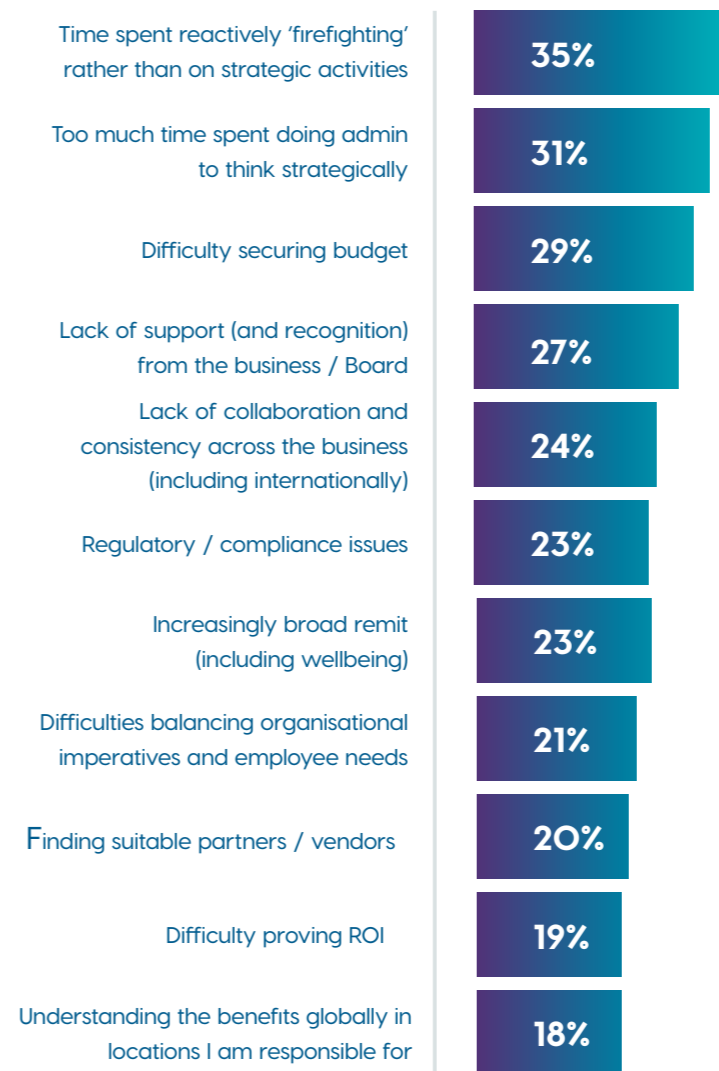 Time spent reactively ‘firefighting’
rather than on strategic activities
35%
Too much time spent doing admin
to think strategically
31%
Difficulty securing budget
29%
Lack of support (and recognition)
from the business / Board
27%
Lack of collaboration and
consistency across the business
(including internationally)
24%
Regulatory / compliance issues
23%
Increasingly broad remit
(including wellbeing)
23%
Difficulties balancing organisational
imperatives and employee needs
21%
Finding suitable partners / vendors
20%
Difficulty proving ROI
19%
Understanding the benefits globally in
locations I am responsible for
18%